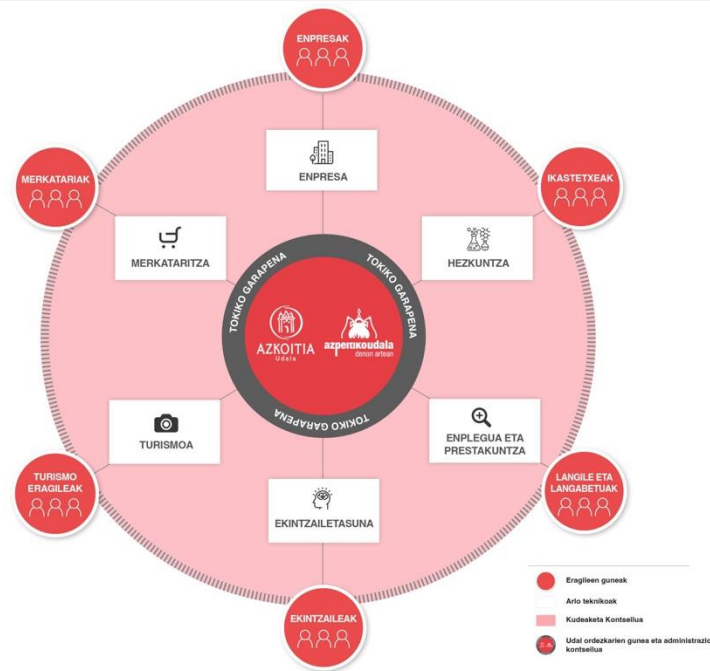 ENPRESAK
ENPRESA
MERKATARIAK
IKASTETXEAK
MERKATARITZA
HEZKUNTZA
TOKIKO GARAPENA
TOKIKO GARAPENA
AZKOITIA
Udala
azpeitikoudala
denon artean
TOKIKO GARAPENA
TURISMOA
ENPLEGUA ETA
PRESTAKUNTZA
TURISMO
ERAGILEAK
LANGILE ETA
LANGABETUAK
EKINTZAILETASUNA
EKINTZAILEAK
Eragileen guneak
Arlo teknikoak
Kudeaketa Kontseilua
Udal ordezkarien gunea eta administrazio
kontseilua